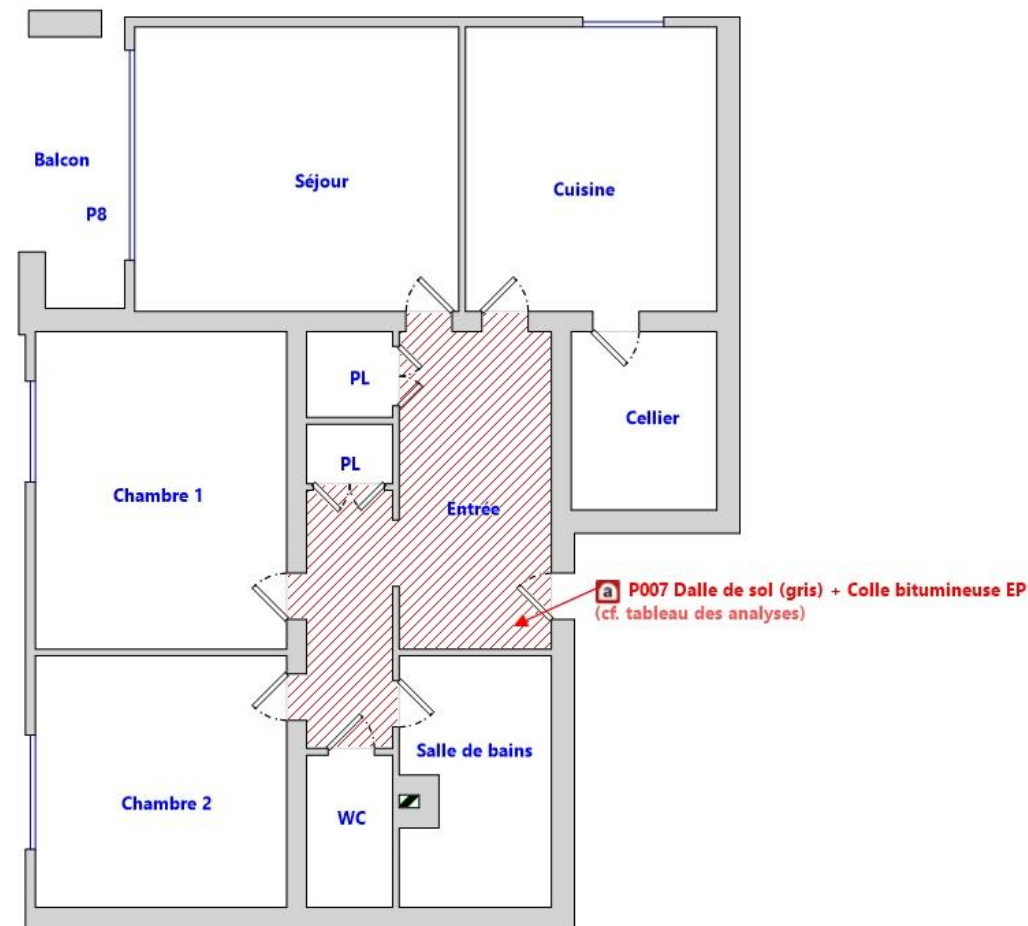 Balcon
P8
Séjour
Cuisine
PL
PL
Cellier
Chambre 1
Entrée
a P007 Dalle de sol (gris) + Colle bitumineuse EP
(cf. tableau des analyses)
Salle de bains
Chambre 2
WC